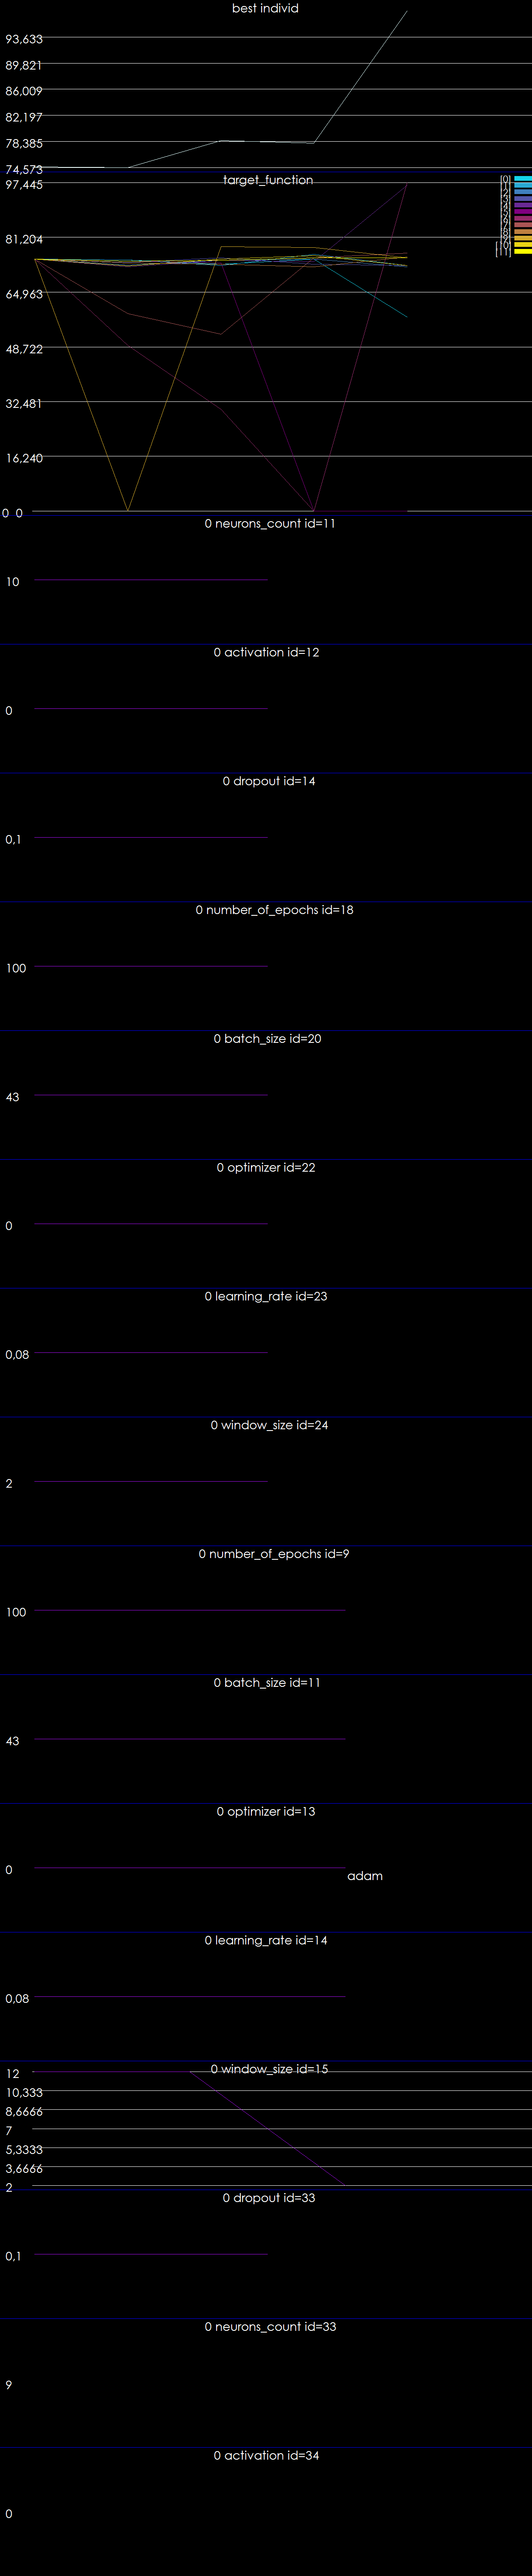 best individ
93,633
89,821
86,009
82,197
78,385
74,573
target_function
97,445
[0]
[1]
[2]
[3]
[4]
[5]
[6]
[7]
[8]
[9]
[10]
[11]
81,204
64,963
48,722
32,481
16,240
0 0
0 neurons_count id=11
10
0 activation id=12
0
0 dropout id=14
0,1
0 number_of_epochs id=18
100
0 batch_size id=20
43
0 optimizer id=22
0
0 learning_rate id=23
0,08
0 window_size id=24
2
0 number_of_epochs id=9
100
0 batch_size id=11
43
0 optimizer id=13
0
adam
0 learning_rate id=14
0,08
0 window_size id=15
12
10,333
8,6666
7
5,3333
3,6666
2
0 dropout id=33
0,1
0 neurons_count id=33
9
0 activation id=34
0